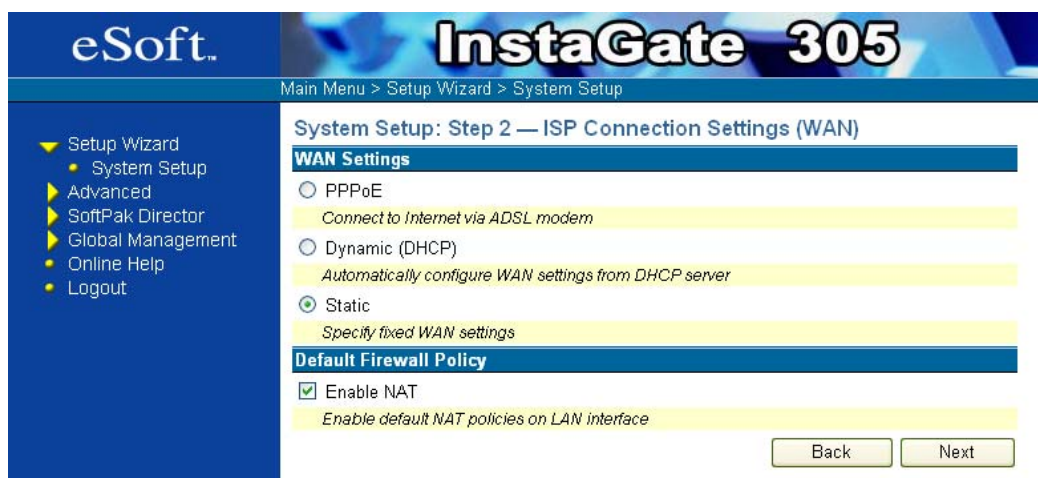 eSoft™
InstaGate 305
Main Menu > Setup Wizard > System Setup
Setup Wizard
System Setup
Advanced
SoftPak Director
Global Management
Online Help
Logout
System Setup: Step 2 — ISP Connection Settings (WAN)
WAN Settings
PPPoE
Connect to Internet via ADSL modem
Dynamic (DHCP)
Automatically configure WAN settings from DHCP server
Static
Specify fixed WAN settings
Default Firewall Policy
Enable NAT
Enable default NAT policies on LAN interface
Back
Next